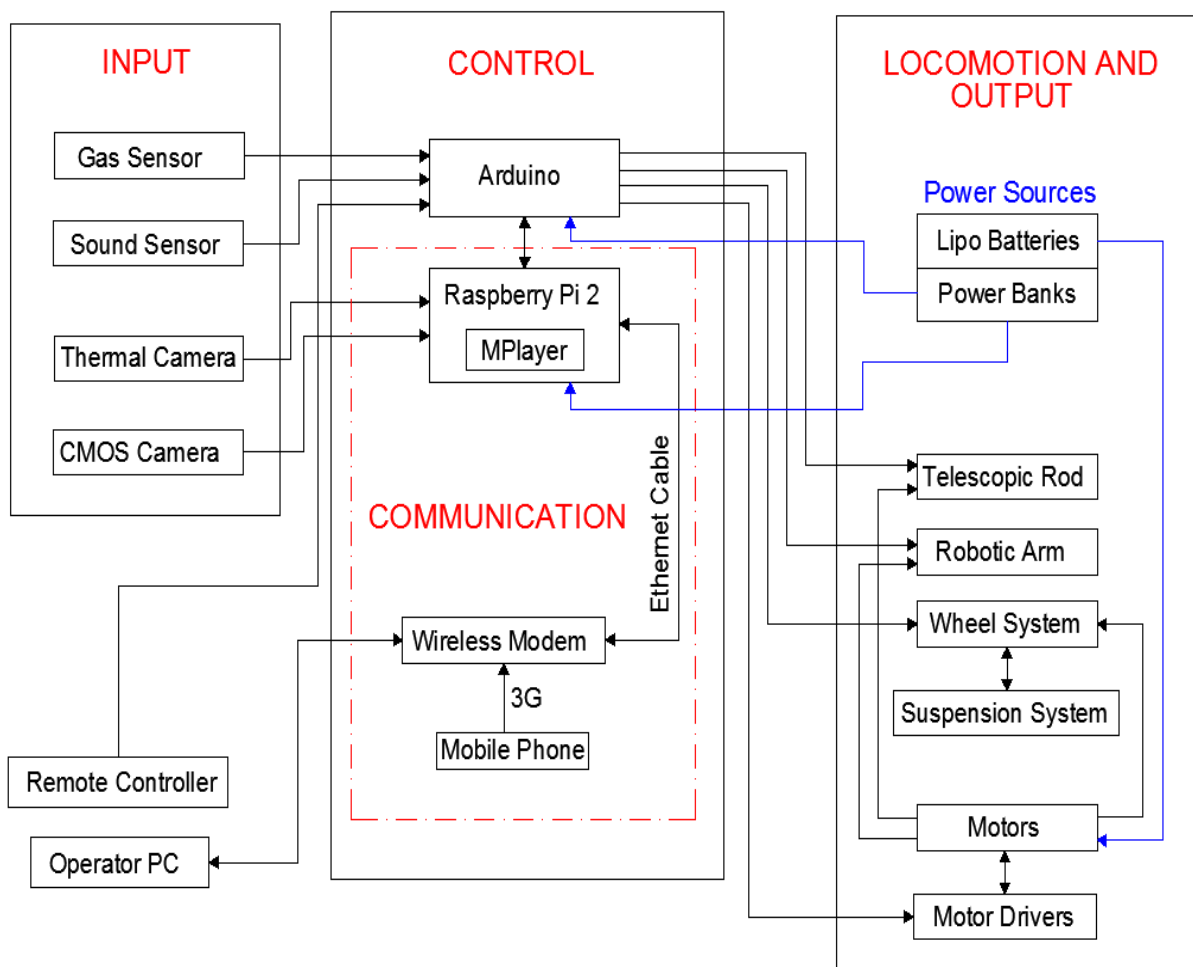 INPUT
Gas Sensor
Sound Sensor
Thermal Camera
CMOS Camera
Remote Controller
Operator PC
CONTROL
Arduino
Raspberry Pi 2
MPlayer
COMMUNICATION
Ethernet Cable
Wireless Modem
3G
Mobile Phone
LOCOMOTION AND
OUTPUT
Power Sources
Lipo Batteries
Power Banks
Telescopic Rod
Robotic Arm
Wheel System
Suspension System
Motors
Motor Drivers